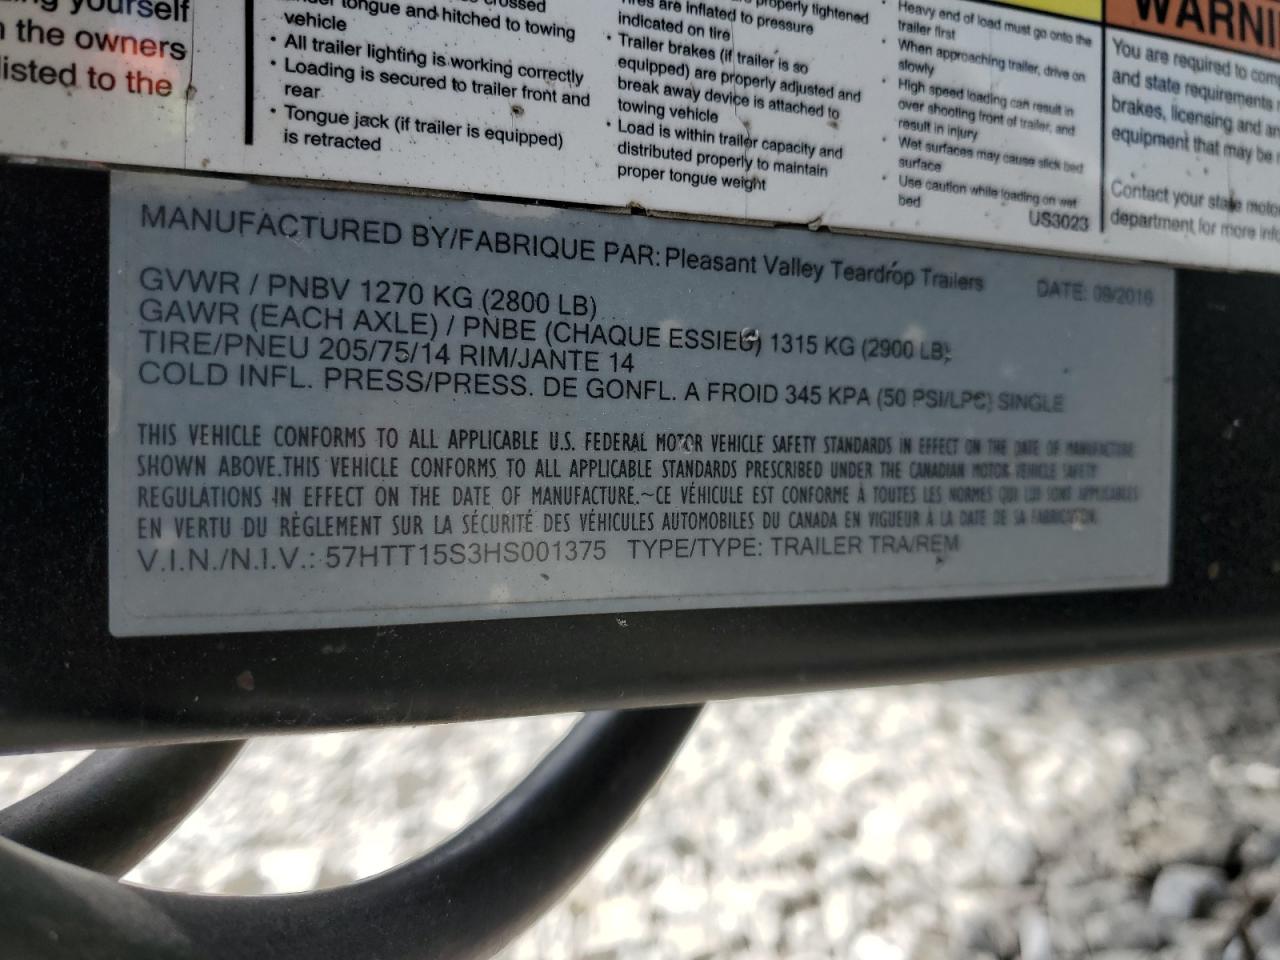 yourself
the owners
listed to the
crossed
tongue and hitched to towing
vehicle
• All trailer lighting is working correctly
• Loading is secured to trailer front and
rear
• Tongue jack (if trailer is equipped)
is retracted
properly tightened
are inflated to pressure
indicated on tire
• Trailer brakes (if trailer is so
equipped) are properly adjusted and
break away device is attached to
towing vehicle
• Load is within trailer capacity and
distributed properly to maintain
proper tongue weight
• Heavy end of load must go onto the
trailer first
• When approaching trailer, drive on
slowly
• High speed loading can result in
over shooting front of trailer, and
result in injury
• Wet surfaces may cause slick bed
surface
• Use caution while loading on wet
bed
US3023
You are required to
and state requirements
brakes, licensing and
equipment that may be
Contact your state
department for more
MANUFACTURED BY/FABRIQUE PAR: Pleasant Valley Teardrop Trailers
DATE: 09/2016
GVWR / PNBV 1270 KG (2800 LB)
GAWR (EACH AXLE) / PNBE (CHAQUE ESSIEU) 1315 KG (2900 LB)
TIRE/PNEU 205/75/14 RIM/JANTE 14
COLD INFL. PRESS/PRESS. DE GONFL. A FROID 345 KPA (50 PSI/LPC) SINGLE
THIS VEHICLE CONFORMS TO ALL APPLICABLE U.S. FEDERAL MOTOR VEHICLE SAFETY STANDARDS IN EFFECT ON THE DATE OF MANUFACTURE
SHOWN ABOVE.THIS VEHICLE CONFORMS TO ALL APPLICABLE STANDARDS PRESCRIBED UNDER THE CANADIAN MOTOR VEHICLE SAFETY
REGULATIONS IN EFFECT ON THE DATE OF MANUFACTURE.~CE VÉHICULE EST CONFORME À TOUTES LES NORMES QUI LUI SONT APPLICABLES
EN VERTU DU RÈGLEMENT SUR LA SÉCURITÉ DES VÉHICULES AUTOMOBILES DU CANADA EN VIGUEUR À LA DATE DE SA FABRICATION.
V.I.N./N.I.V.: 57HTT15S3HS001375 TYPE/TYPE: TRAILER TRA/REM